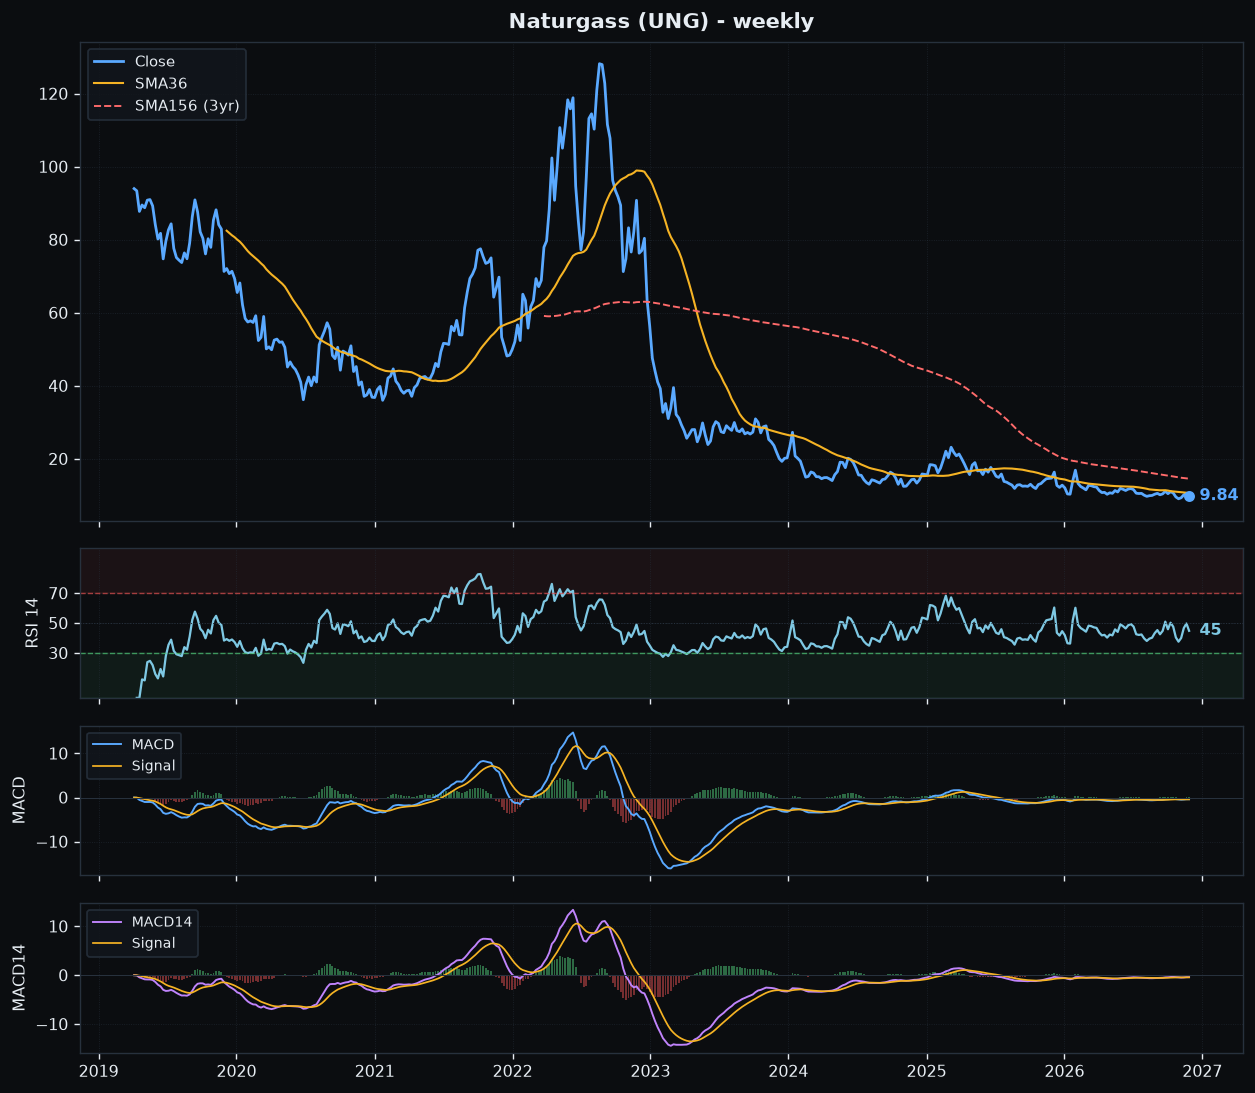 Naturgass (UNG) - weekly
Close
SMA36
SMA156 (3yr)
120
100
80
60
40
20
9.84
RSI 14
70
50
30
45
MACD
MACD
Signal
10
0
−10
MACD14
MACD14
Signal
10
0
−10
2019 2020 2021 2022 2023 2024 2025 2026 2027